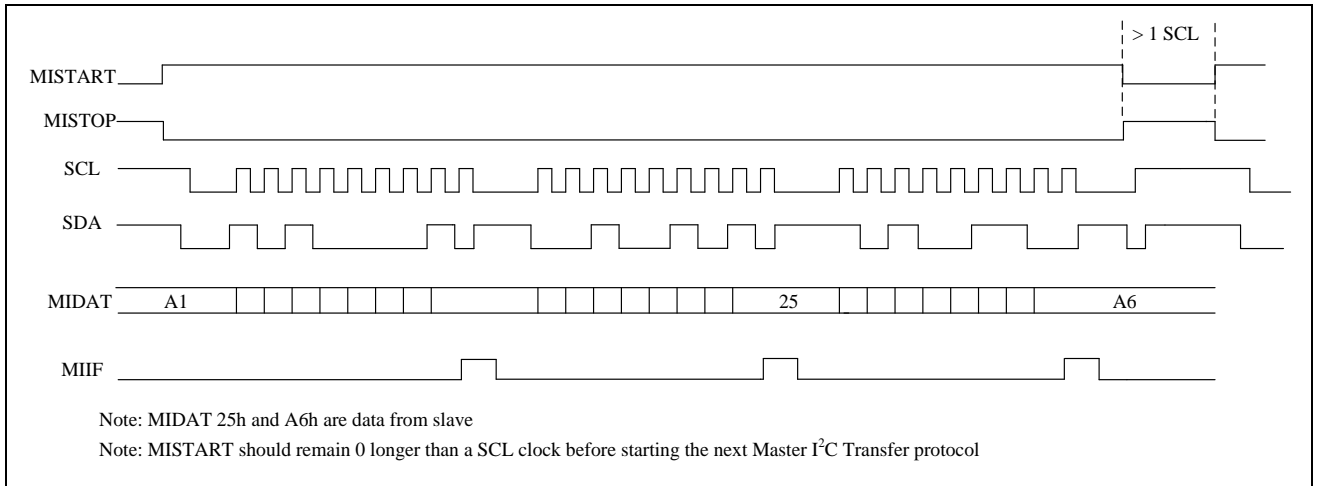 > 1 SCL
MISTART
MISTOP
SCL
SDA
MIDAT A1 25 A6
MIIF
Note: MIDAT 25h and A6h are data from slave
Note: MISTART should remain 0 longer than a SCL clock before starting the next Master I²C Transfer protocol